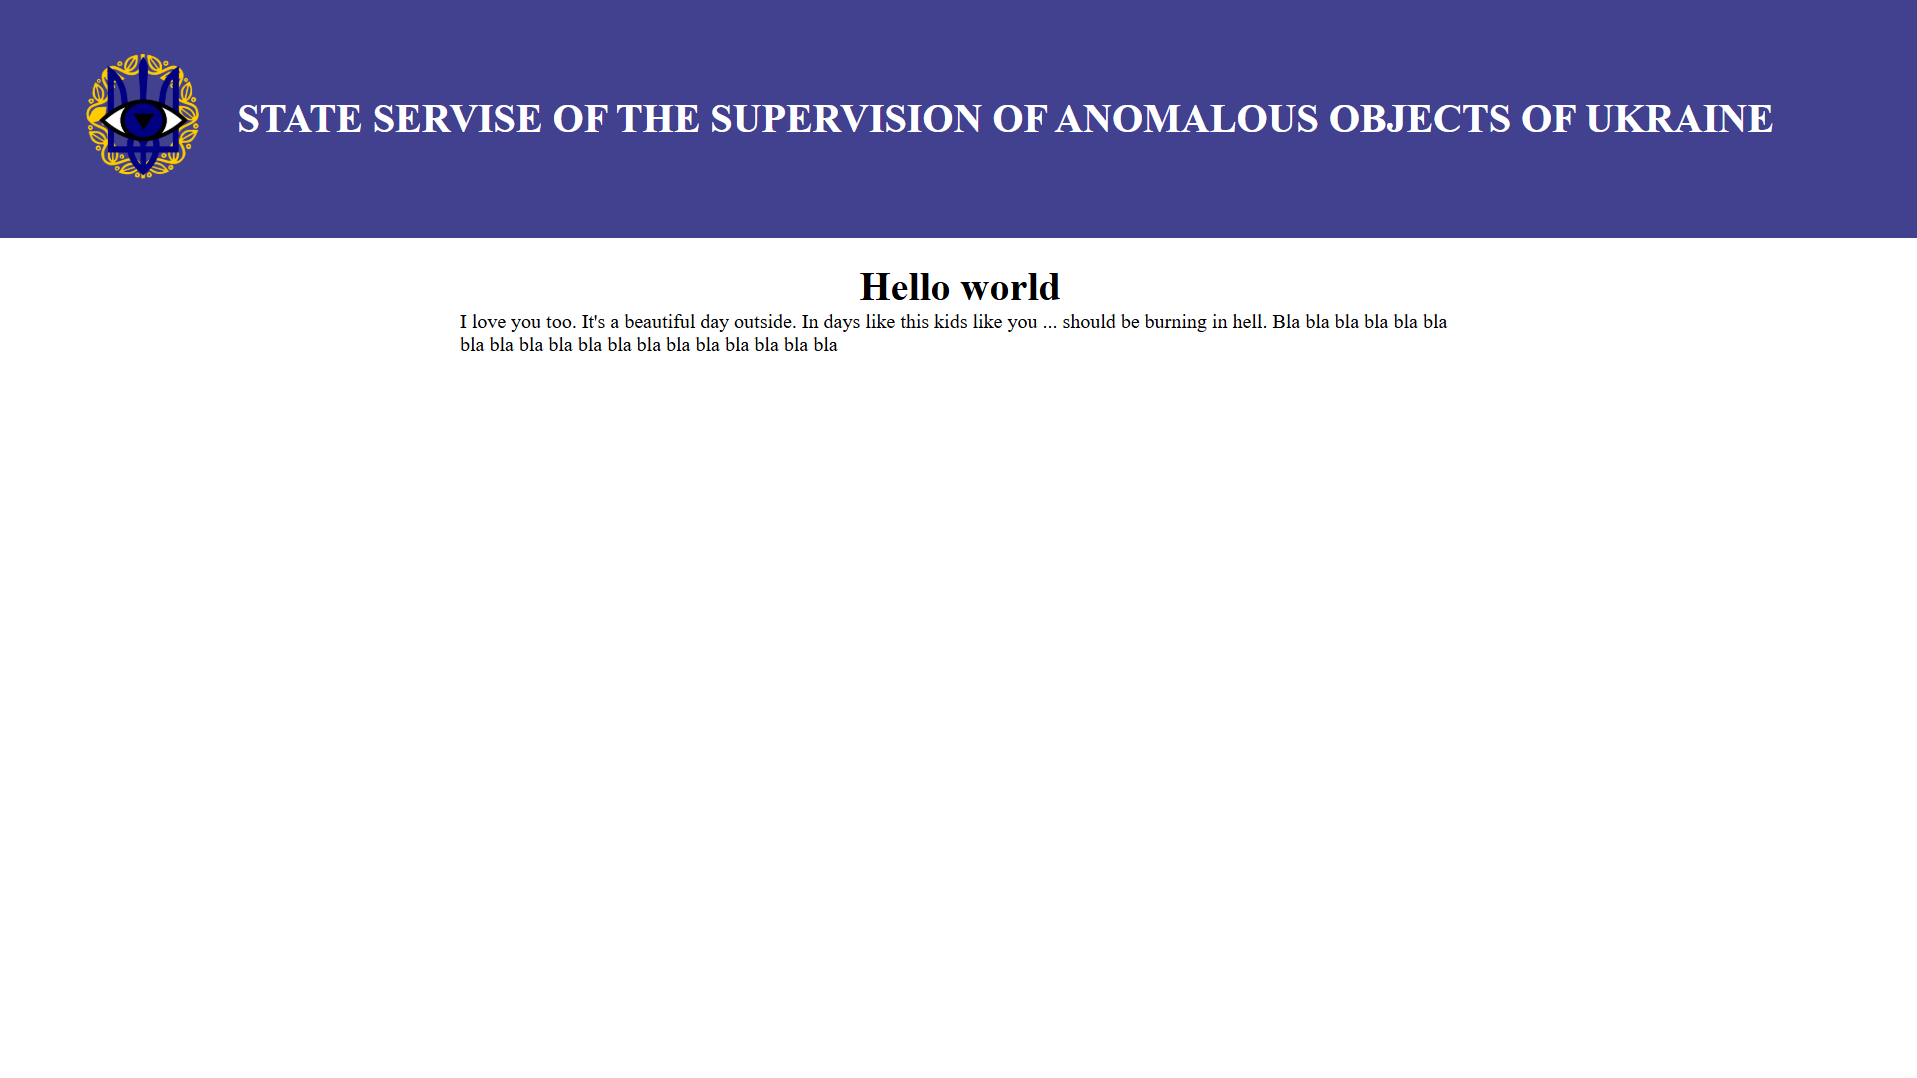 STATE SERVISE OF THE SUPERVISION OF ANOMALOUS OBJECTS OF UKRAINE
Hello world
I love you too. It's a beautiful day outside. In days like this kids like you ... should be burning in hell. Bla bla bla bla bla bla
bla bla bla bla bla bla bla bla bla bla bla bla bla